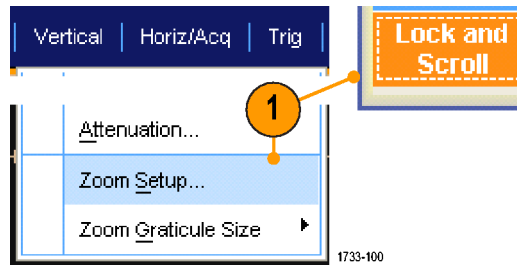 Vertical | Horiz/Acq | Trig
Lock and
Scroll
1
Attenuation...
Zoom Setup...
Zoom Graticule Size
1733-100